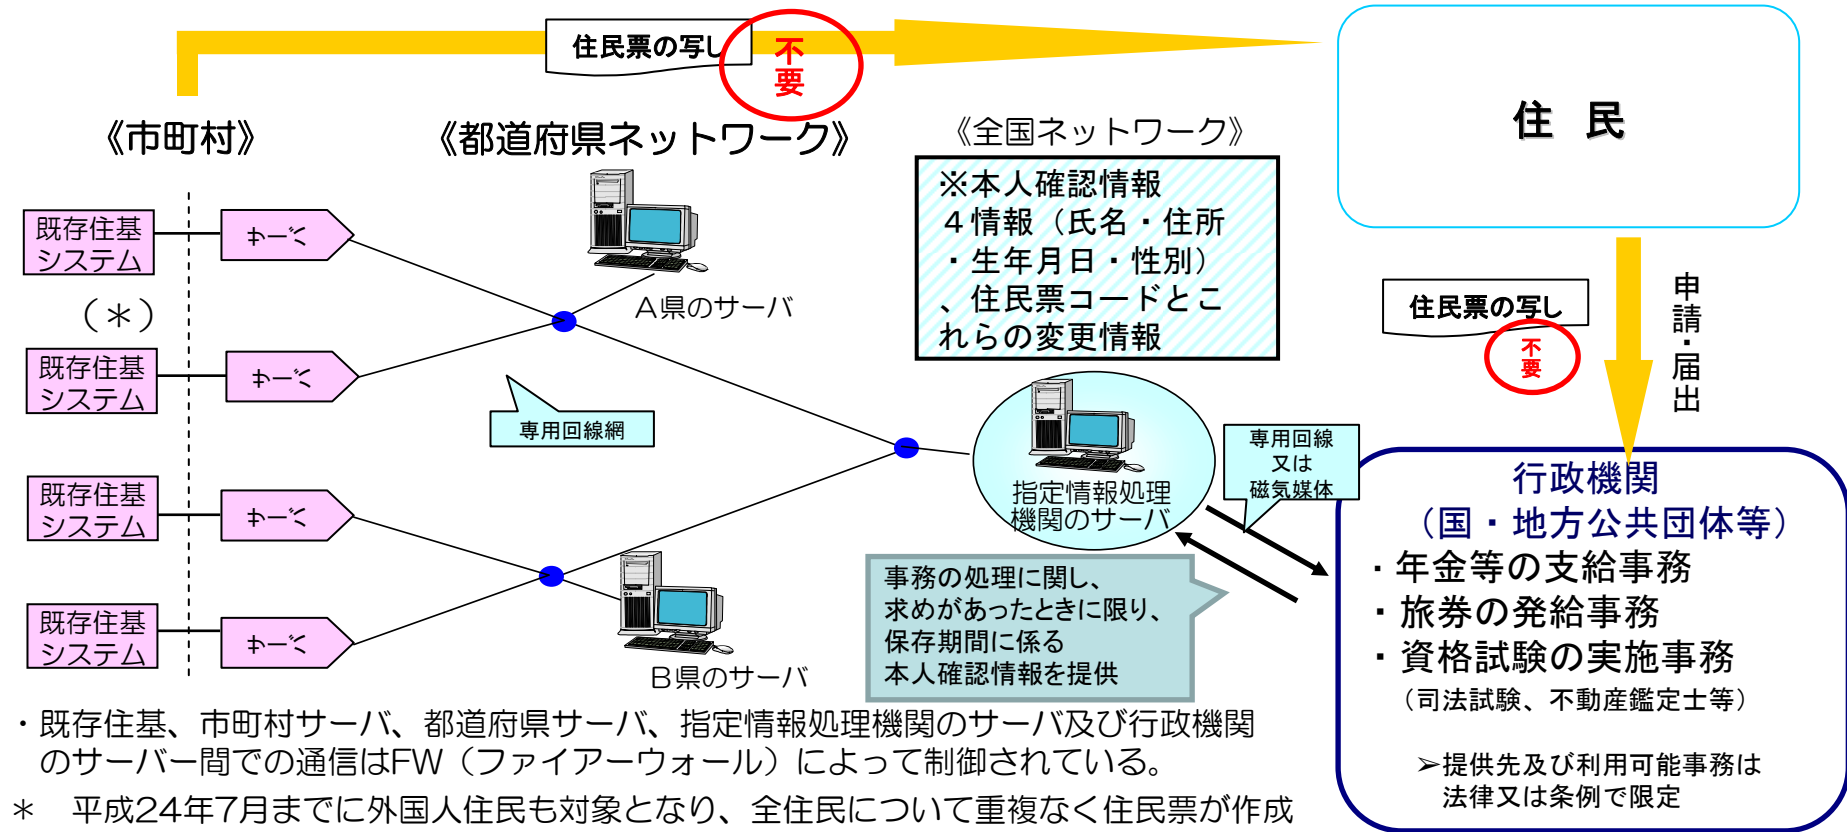 住民票の写し
不
要
住 民
《市町村》
《都道府県ネットワーク》
《全国ネットワーク》
※本人確認情報
4情報（氏名・住所
・生年月日・性別）
、住民票コードとこ
れらの変更情報
既存住基
システム
サーバ
A県のサーバ
（＊）
既存住基
システム
サーバ
専用回線網
住民票の写し
不
要
申請・届出
既存住基
システム
サーバ
指定情報処理
機関のサーバ
専用回線
又は
磁気媒体
既存住基
システム
サーバ
B県のサーバ
事務の処理に関し、
求めがあったときに限り、
保存期間に係る
本人確認情報を提供
行政機関
（国・地方公共団体等）
・年金等の支給事務
・旅券の発給事務
・資格試験の実施事務
（司法試験、不動産鑑定士等）
➢提供先及び利用可能事務は
法律又は条例で限定
・既存住基、市町村サーバ、都道府県サーバ、指定情報処理機関のサーバ及び行政機関
のサーバー間での通信はFW（ファイアーウォール）によって制御されている。
＊ 平成24年7月までに外国人住民も対象となり、全住民について重複なく住民票が作成